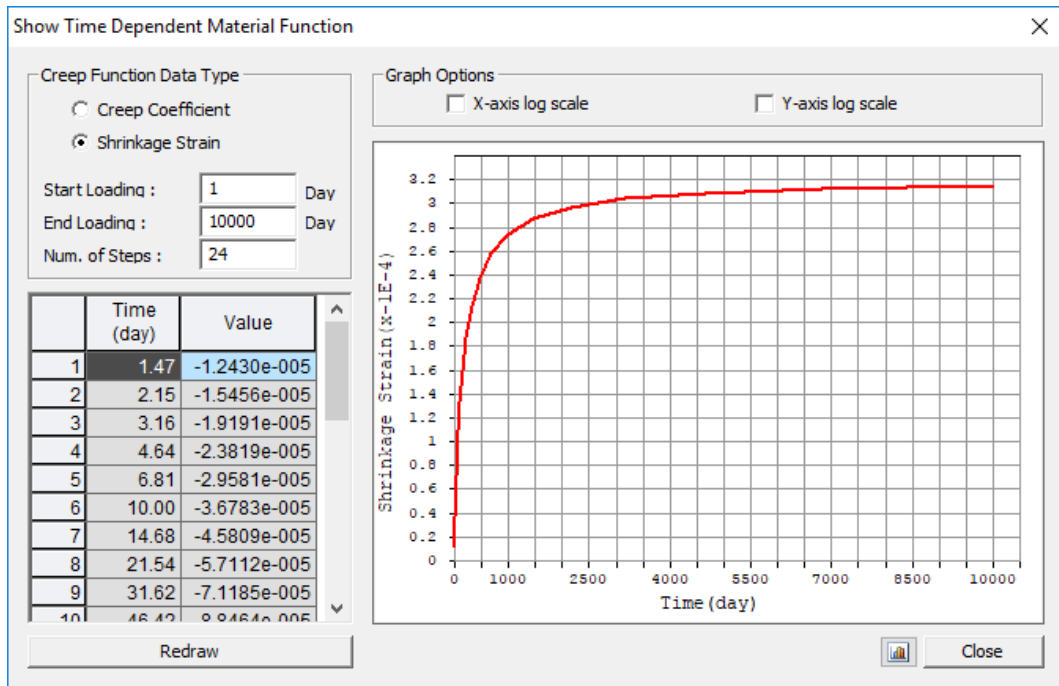 Show Time Dependent Material Function
Creep Function Data Type
Creep Coefficient
Shrinkage Strain
Start Loading : 1 Day
End Loading : 10000 Day
Num. of Steps : 24
Time (day) Value
1 1.47 -1.2430e-005
2 2.15 -1.5456e-005
3 3.16 -1.9191e-005
4 4.64 -2.3819e-005
5 6.81 -2.9581e-005
6 10.00 -3.6783e-005
7 14.68 -4.5809e-005
8 21.54 -5.7112e-005
9 31.62 -7.1185e-005
10 46.42 -8.8464e-005
Redraw
Graph Options
X-axis log scale
Y-axis log scale
Shrinkage Strain(x-1E-4)
3.2
3
2.8
2.6
2.4
2.2
2
1.8
1.6
1.4
1.2
1
0.8
0.6
0.4
0.2
0
0 1000 2500 4000 5500 7000 8500 10000
Time(day)
Close